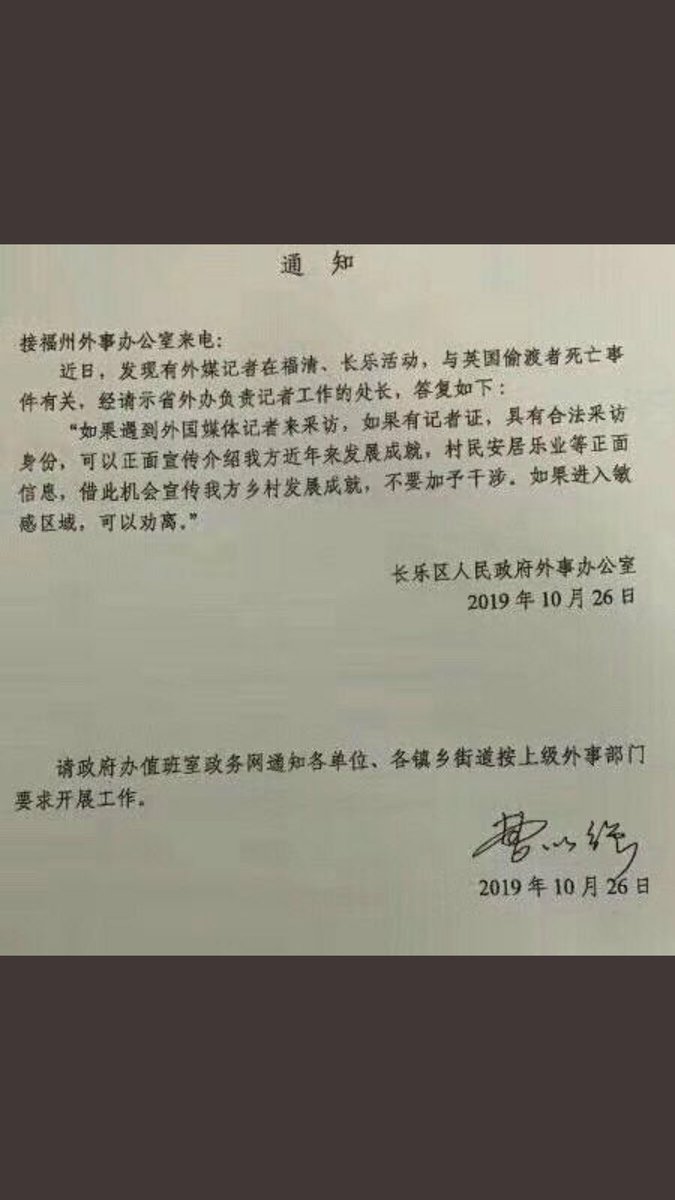 通 知
接福州外事办公室来电：
近日，发现有外媒记者在福清、长乐活动，与英国偷渡者死亡事
件有关，经请示省外办负责记者工作的处长，答复如下：
“如果遇到外国媒体记者来采访，如果有记者证，具有合法采访
身份，可以正面宣传介绍我方近年来发展成就，村民安居乐业等正面
信息，借此机会宣传我方乡村发展成就，不要加予干涉。如果进入敏
感区域，可以劝离。”
长乐区人民政府外事办公室
2019 年 10 月 26 日
请政府办值班室政务网通知各单位、各镇乡街道按上级外事部门
要求开展工作。
2019 年 10 月 26 日